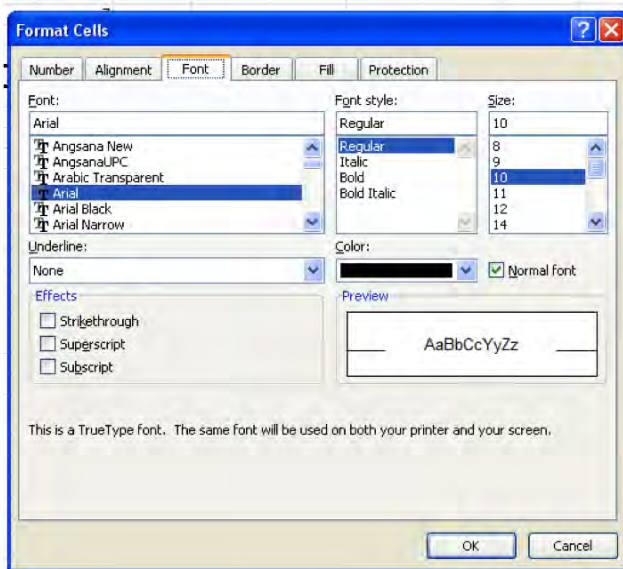 Format Cells
Number Alignment Font Border Fill Protection
Font: Font style: Size:
Arial Regular 10
Angsana New Regular 8
AngsanaUPC Italic 9
Arabic Transparent Bold 10
Arial Bold Italic 11
Arial Black 12
Arial Narrow 14
Underline: Color:
None Normal font
Effects Preview
Strikethrough
Superscript AaBbCcYyZz
Subscript
This is a TrueType font. The same font will be used on both your printer and your screen.
OK Cancel